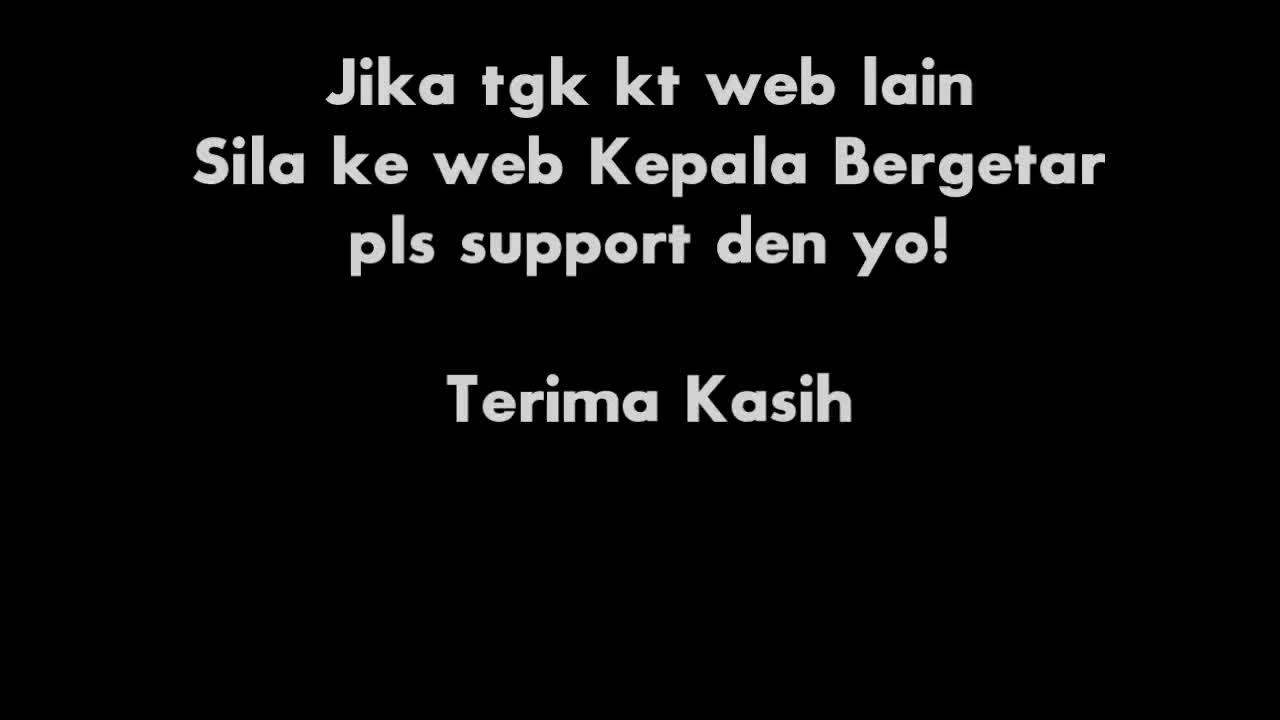 Jika tgk kt web lain
Sila ke web Kepala Bergetar
pls support den yo!
Terima Kasih